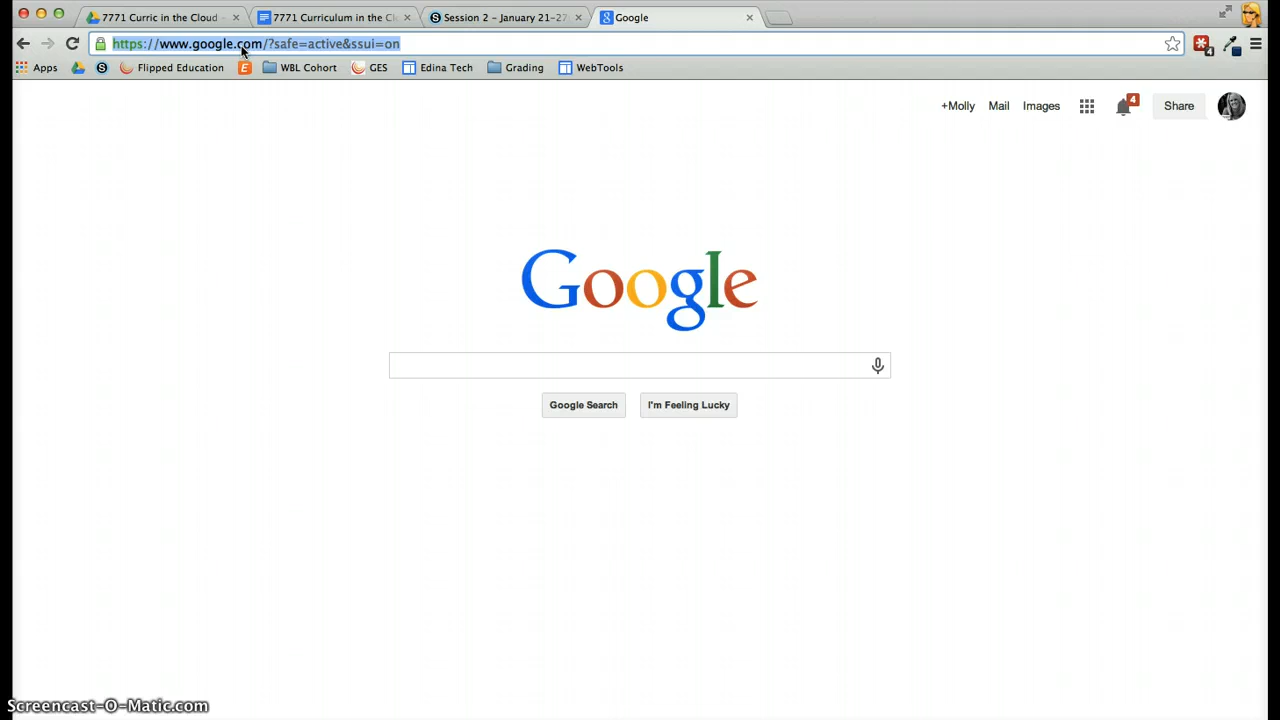 7771 Curric in the Cloud
7771 Curriculum in the Cl
Session 2 – January 21–27
Google
https://www.google.com/?safe=active&ssui=on
4
Apps
Flipped Education
E
WBL Cohort
GES
Edina Tech
Grading
WebTools
+Molly
Mail
Images
4
Share
Google
Google Search
I'm Feeling Lucky
Screencast-O-Matic.com